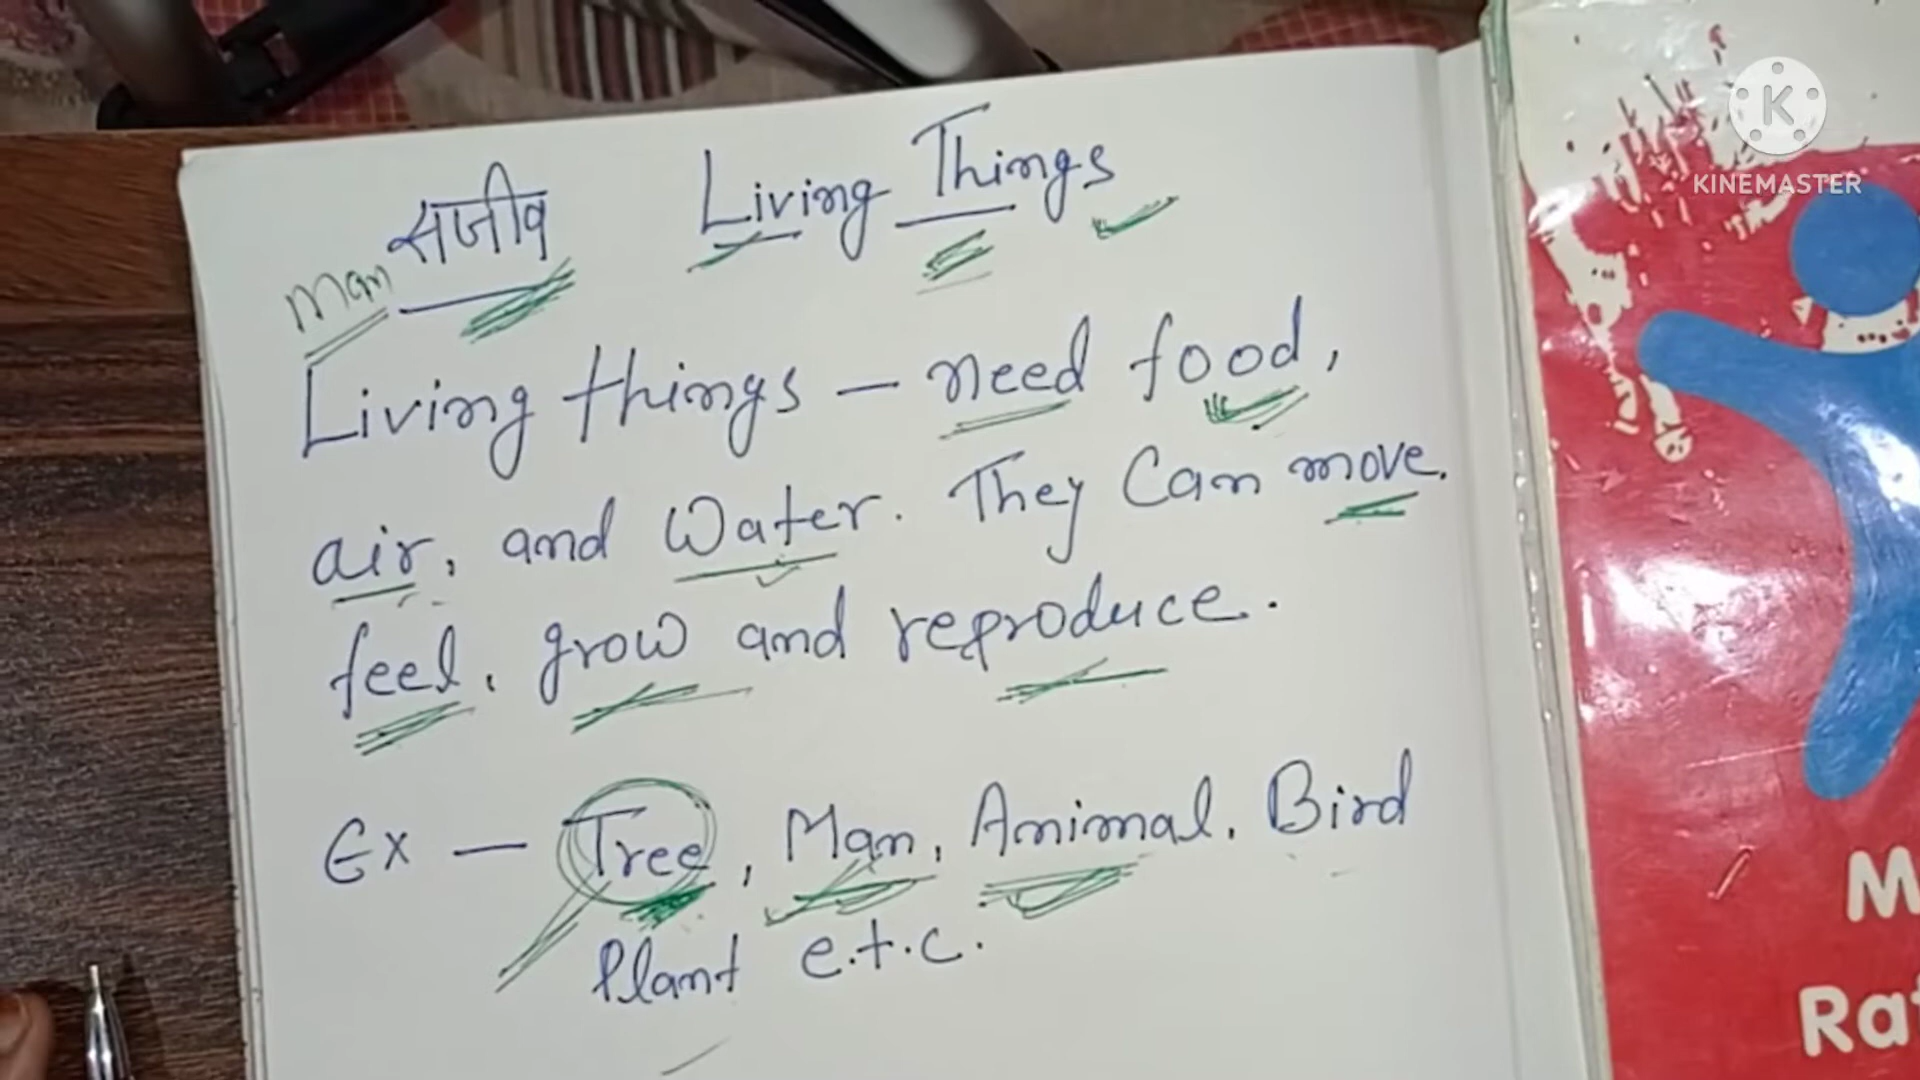 सजीव Living Things
Man
Living things - need food,
air, and Water. They Can move.
feel, grow and reproduce.
Ex - Tree, Man, Animal, Bird
Plant e.t.c.
K
KINEMASTER
M
Ra